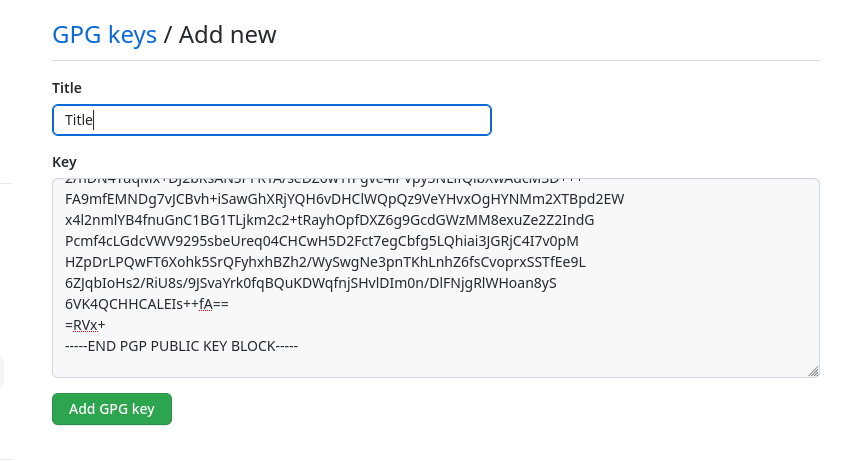 GPG keys / Add new
Title
Title
Key
FA9mfEMNDg7vJCBvh+iSawGhXRjYQH6vDHClWQpQz9VeYHvxOgHYNMm2XTBpd2EW
x4l2nmlYB4fnuGnC1BG1TLjkm2c2+tRayhOpfDXZ6g9GcdGWzMM8exuZe2Z2IndG
Pcmf4cLGdcVWV9295sbeUreq04CHCwH5D2Fct7egCbfg5LQhiai3JGRjC4I7v0pM
HZpDrLPQwFT6Xohk5SrQFyhxhBZh2/WySwgNe3pnTKhLnhZ6fsCvoprxSSTfEe9L
6ZJqbIoHs2/RiU8s/9JSvaYrk0fqBQuKDWqfnjSHvlDIm0n/DlFNjgRlWHoan8yS
6VK4QCHHCALEIs++fA==
=RVx+
-----END PGP PUBLIC KEY BLOCK-----
Add GPG key